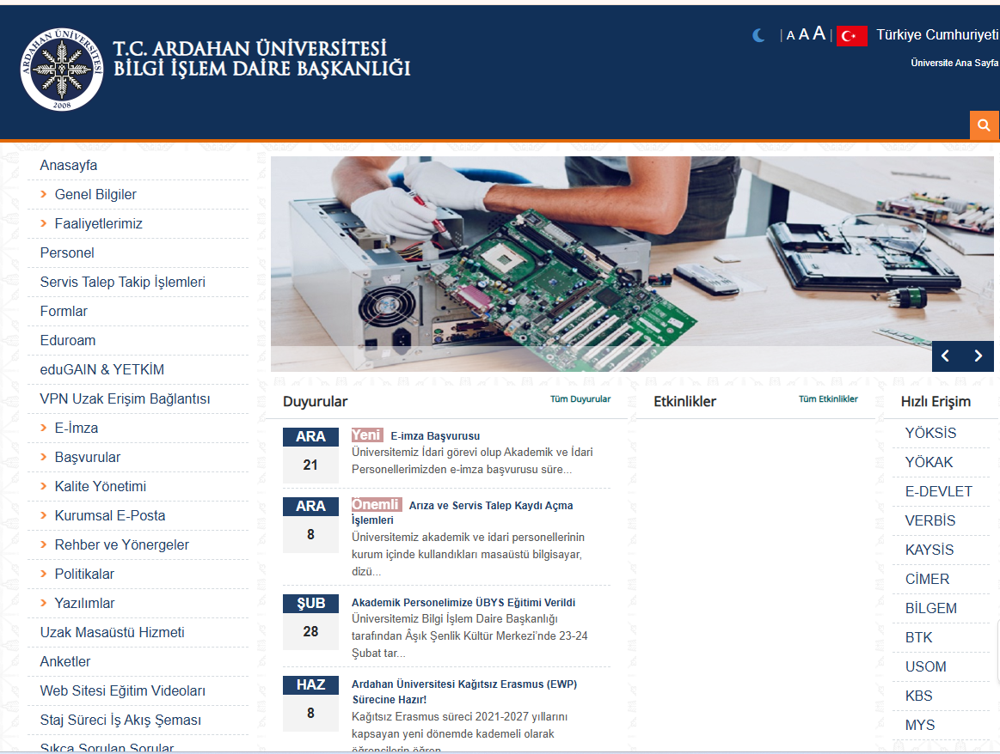 ARDAHAN ÜNİVERSİTESİ
2008
T.C. ARDAHAN ÜNİVERSİTESİ
BİLGİ İŞLEM DAİRE BAŞKANLIĞI
| A A A |
Türkiye Cumhuriyeti
Üniversite Ana Sayfa
Anasayfa
Genel Bilgiler
Faaliyetlerimiz
Personel
Servis Talep Takip İşlemleri
Formlar
Eduroam
eduGAIN & YETKİM
VPN Uzak Erişim Bağlantısı
E-İmza
Başvurular
Kalite Yönetimi
Kurumsal E-Posta
Rehber ve Yönergeler
Politikalar
Yazılımlar
Uzak Masaüstü Hizmeti
Anketler
Web Sitesi Eğitim Videoları
Staj Süreci İş Akış Şeması
Sıkça Sorulan Sorular
Duyurular
Tüm Duyurular
ARA
21
Yeni E-imza Başvurusu
Üniversitemiz İdari görevi olup Akademik ve İdari
Personellerimizden e-imza başvurusu süre...
ARA
8
Önemli Arıza ve Servis Talep Kaydı Açma
İşlemleri
Üniversitemiz akademik ve idari personellerinin
kurum içinde kullandıkları masaüstü bilgisayar,
dizü...
ŞUB
28
Akademik Personelimize ÜBYS Eğitimi Verildi
Üniversitemiz Bilgi İşlem Daire Başkanlığı
tarafından Âşık Şenlik Kültür Merkezi’nde 23-24
Şubat tar...
HAZ
8
Ardahan Üniversitesi Kağıtsız Erasmus (EWP)
Sürecine Hazır!
Kağıtsız Erasmus süreci 2021-2027 yıllarını
kapsayan yeni dönemde kademeli olarak
öğrencilerin öğren
Etkinlikler
Tüm Etkinlikler
Hızlı Erişim
YÖKSİS
YÖKAK
E-DEVLET
VERBİS
KAYSİS
CİMER
BİLGEM
BTK
USOM
KBS
MYS